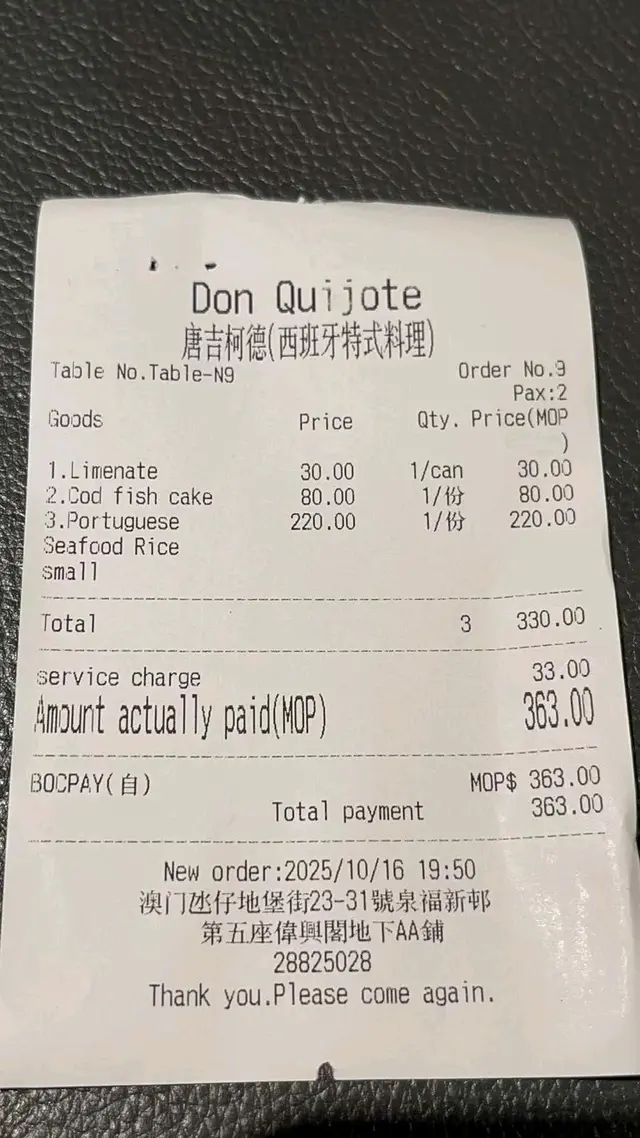 Don Quijote
唐吉柯德(西班牙特式料理)
Table No.Table-N9 Order No.9
Pax:2
Goods Price Qty. Price(MOP
)
1.Limenate 30.00 1/can 30.00
2.Cod fish cake 80.00 1/份 80.00
3.Portuguese 220.00 1/份 220.00
Seafood Rice
small
Total 3 330.00
service charge 33.00
Amount actually paid(MOP) 363.00
BOCPAY(自) MOP$ 363.00
Total payment 363.00
New order:2025/10/16 19:50
澳门氹仔地堡街23-31號泉福新邨
第五座偉興閣地下AA鋪
28825028
Thank you.Please come again.